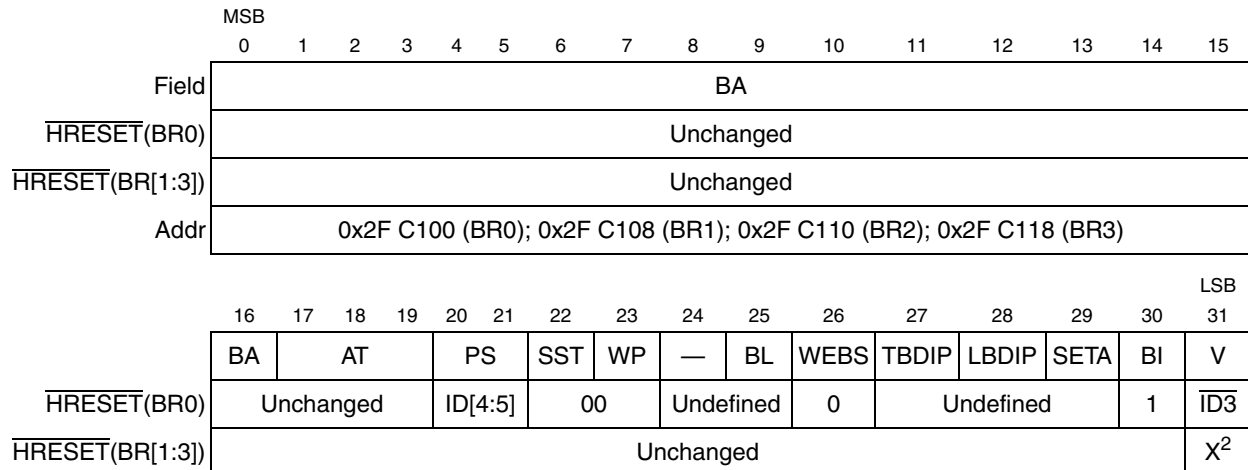 MSB
0 1 2 3 4 5 6 7 8 9 10 11 12 13 14 15
Field BA
HRESET(BR0) Unchanged
HRESET(BR[1:3]) Unchanged
Addr 0x2F C100 (BR0); 0x2F C108 (BR1); 0x2F C110 (BR2); 0x2F C118 (BR3)
LSB
16 17 18 19 20 21 22 23 24 25 26 27 28 29 30 31
BA AT PS SST WP — BL WEBS TBDIP LBDIP SETA BI V
HRESET(BR0) Unchanged ID[4:5] 00 Undefined 0 Undefined 1 ID3
HRESET(BR[1:3]) Unchanged X2